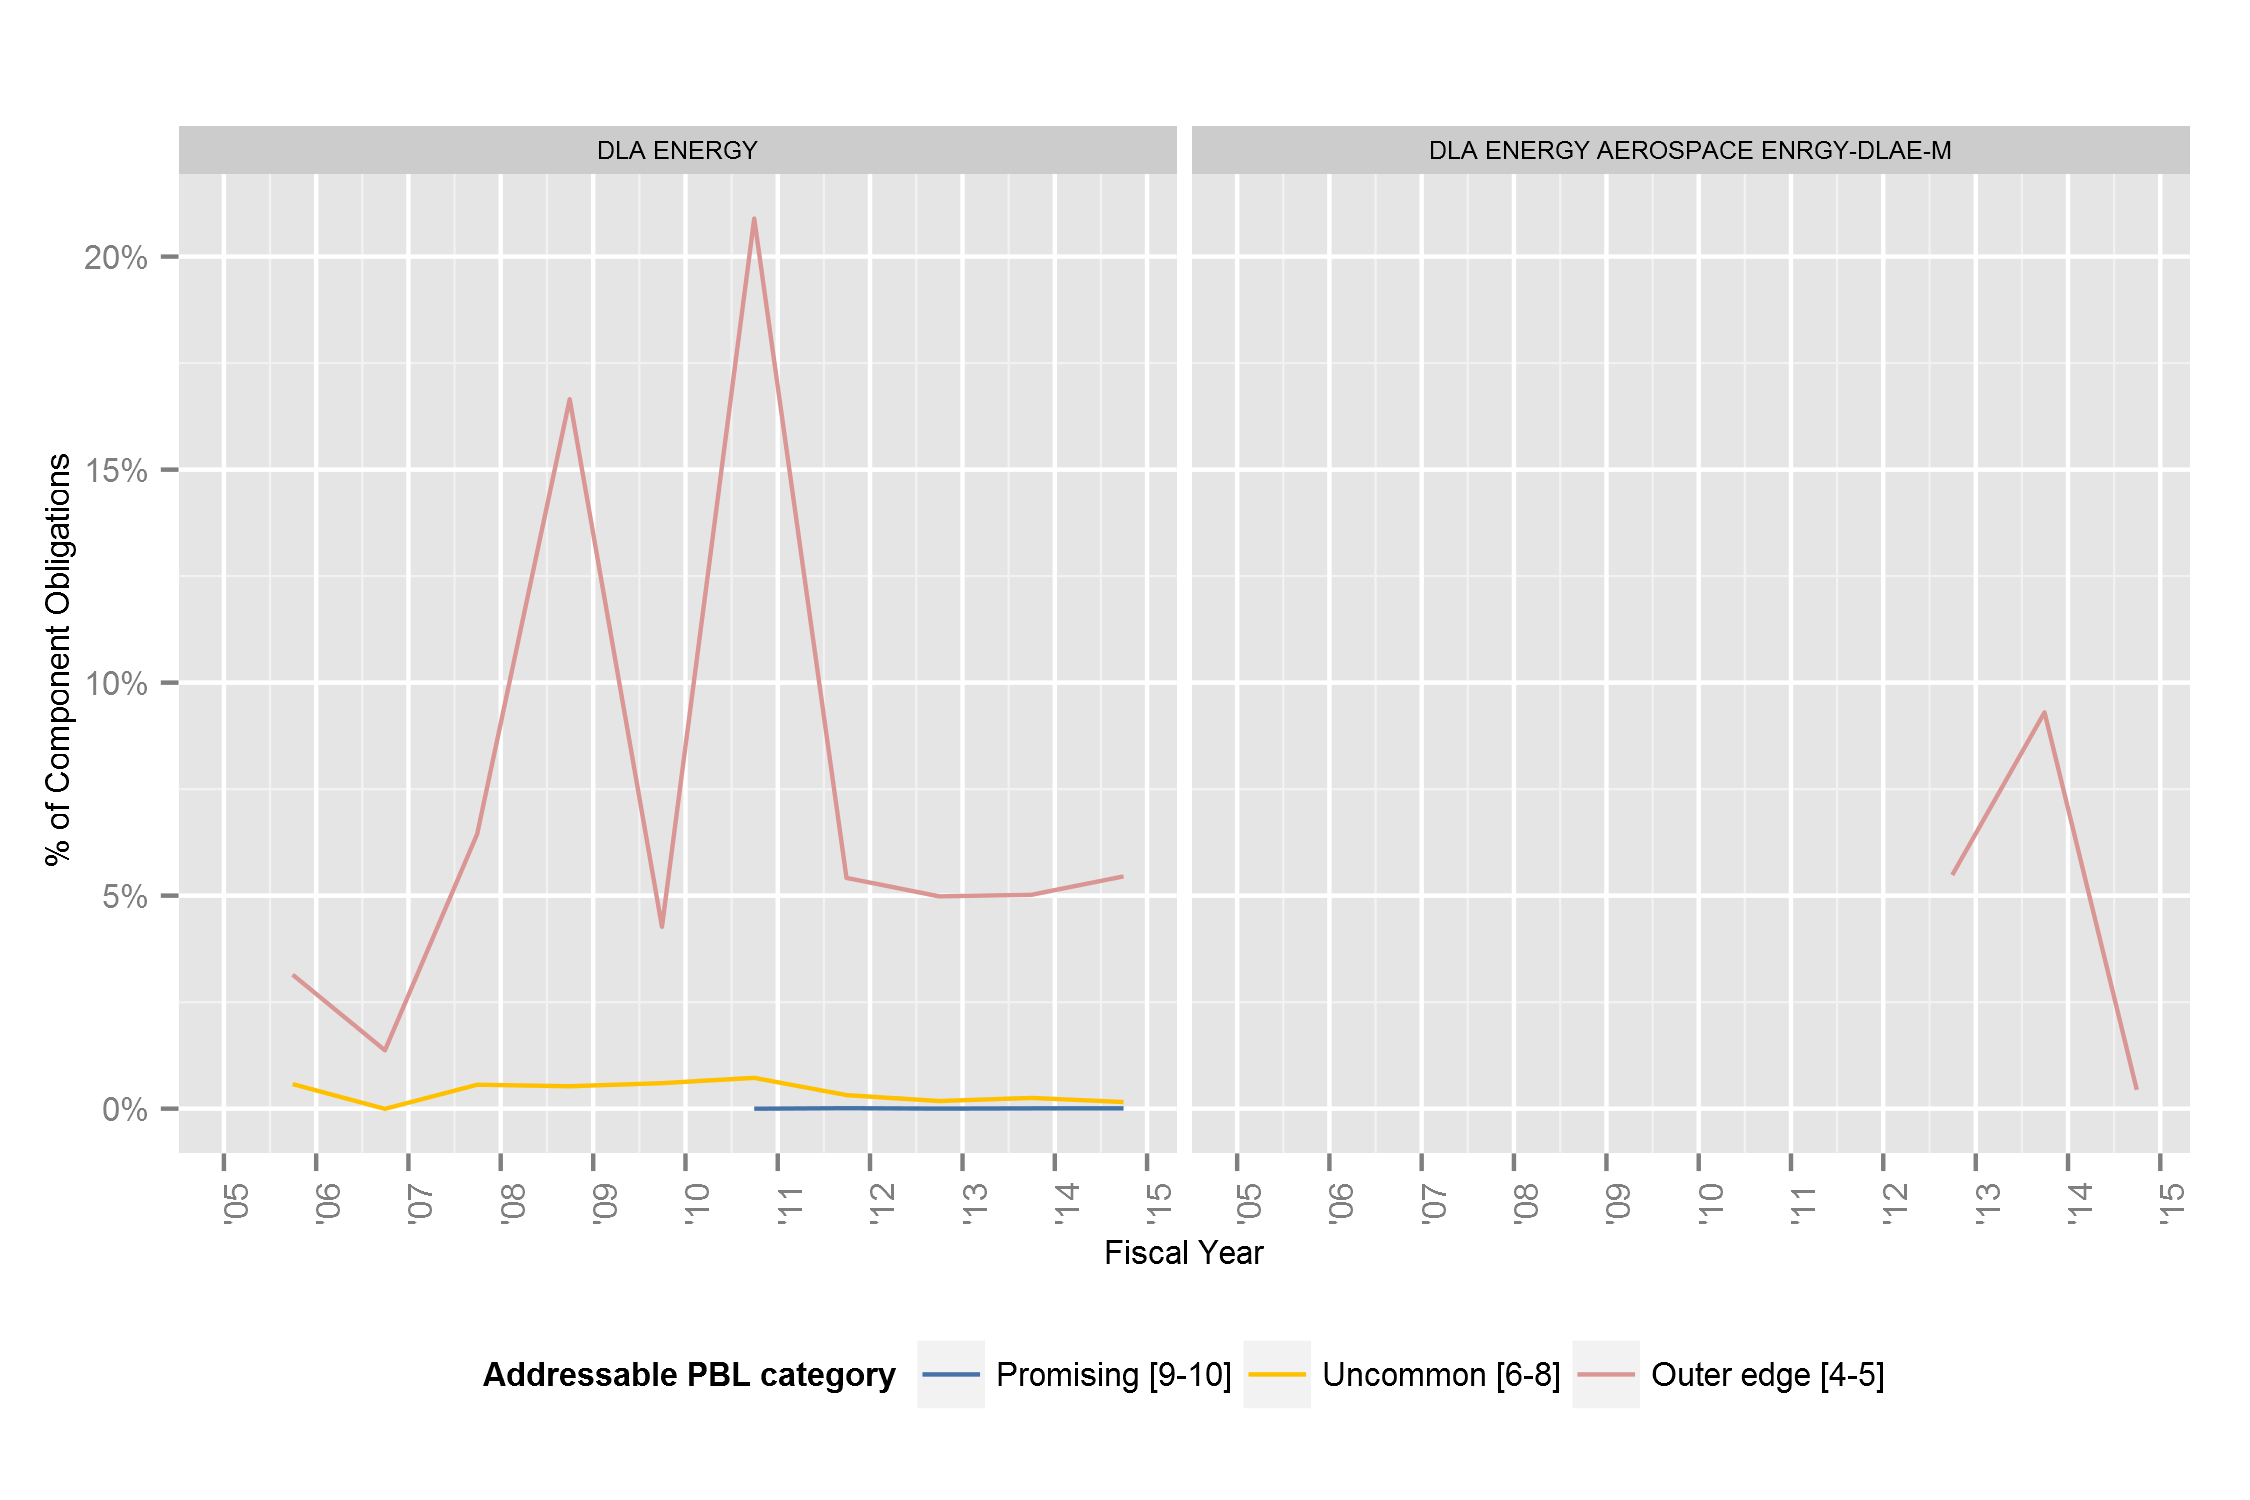 DLA ENERGY
DLA ENERGY AEROSPACE ENRGY-DLAE-M
% of Component Obligations
20%
15%
10%
5%
0%
'05 '06 '07 '08 '09 '10 '11 '12 '13 '14 '15
'05 '06 '07 '08 '09 '10 '11 '12 '13 '14 '15
Fiscal Year
Addressable PBL category Promising [9-10] Uncommon [6-8] Outer edge [4-5]